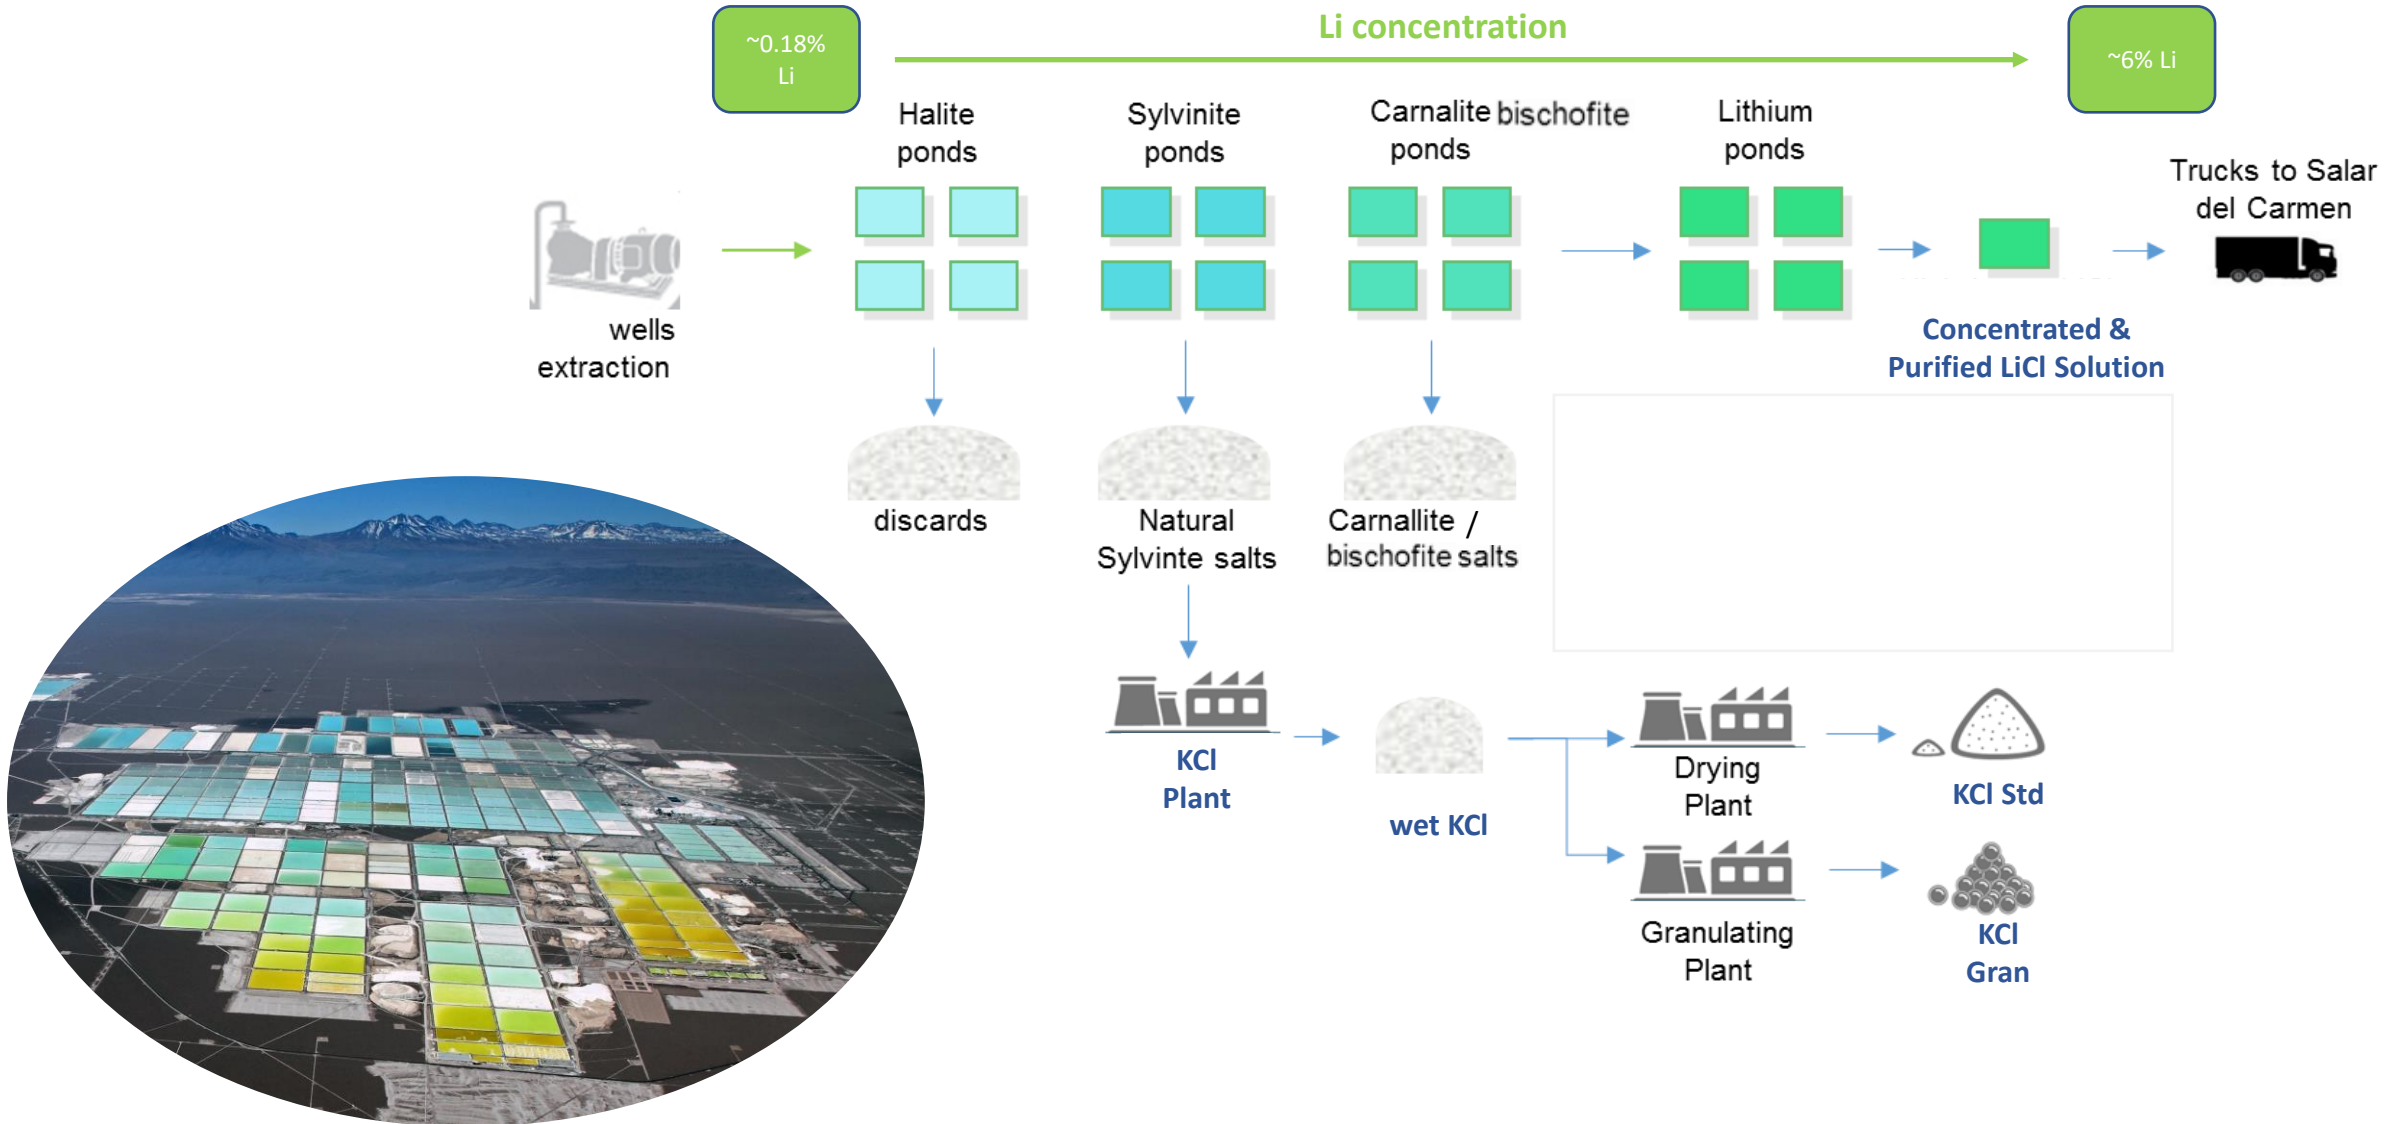 ~0.18%
Li
Li concentration
~6% Li
Halite
ponds
Sylvinite
ponds
Carnalite bischofite
ponds
Lithium
ponds
Trucks to Salar
del Carmen
wells
extraction
Concentrated &
Purified LiCl Solution
discards
Natural
Sylvinte salts
Carnallite /
bischofite salts
KCl
Plant
wet KCl
Drying
Plant
KCl Std
Granulating
Plant
KCl
Gran